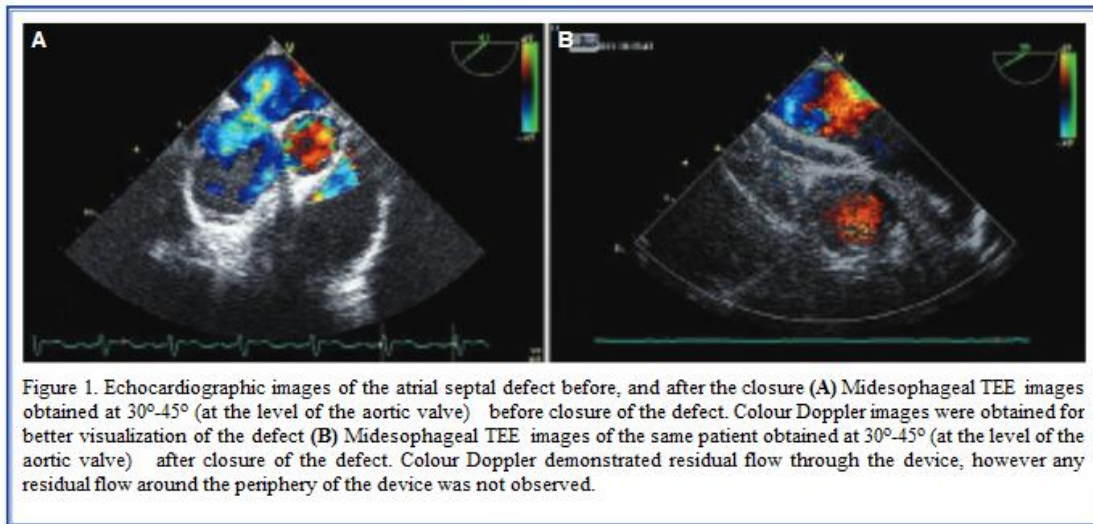 A
B
Figure 1. Echocardiographic images of the atrial septal defect before, and after the closure (A) Midesophageal TEE images
obtained at 30⁰-45⁰ (at the level of the aortic valve) before closure of the defect. Colour Doppler images were obtained for
better visualization of the defect (B) Midesophageal TEE images of the same patient obtained at 30⁰-45⁰ (at the level of the
aortic valve) after closure of the defect. Colour Doppler demonstrated residual flow through the device, however any
residual flow around the periphery of the device was not observed.